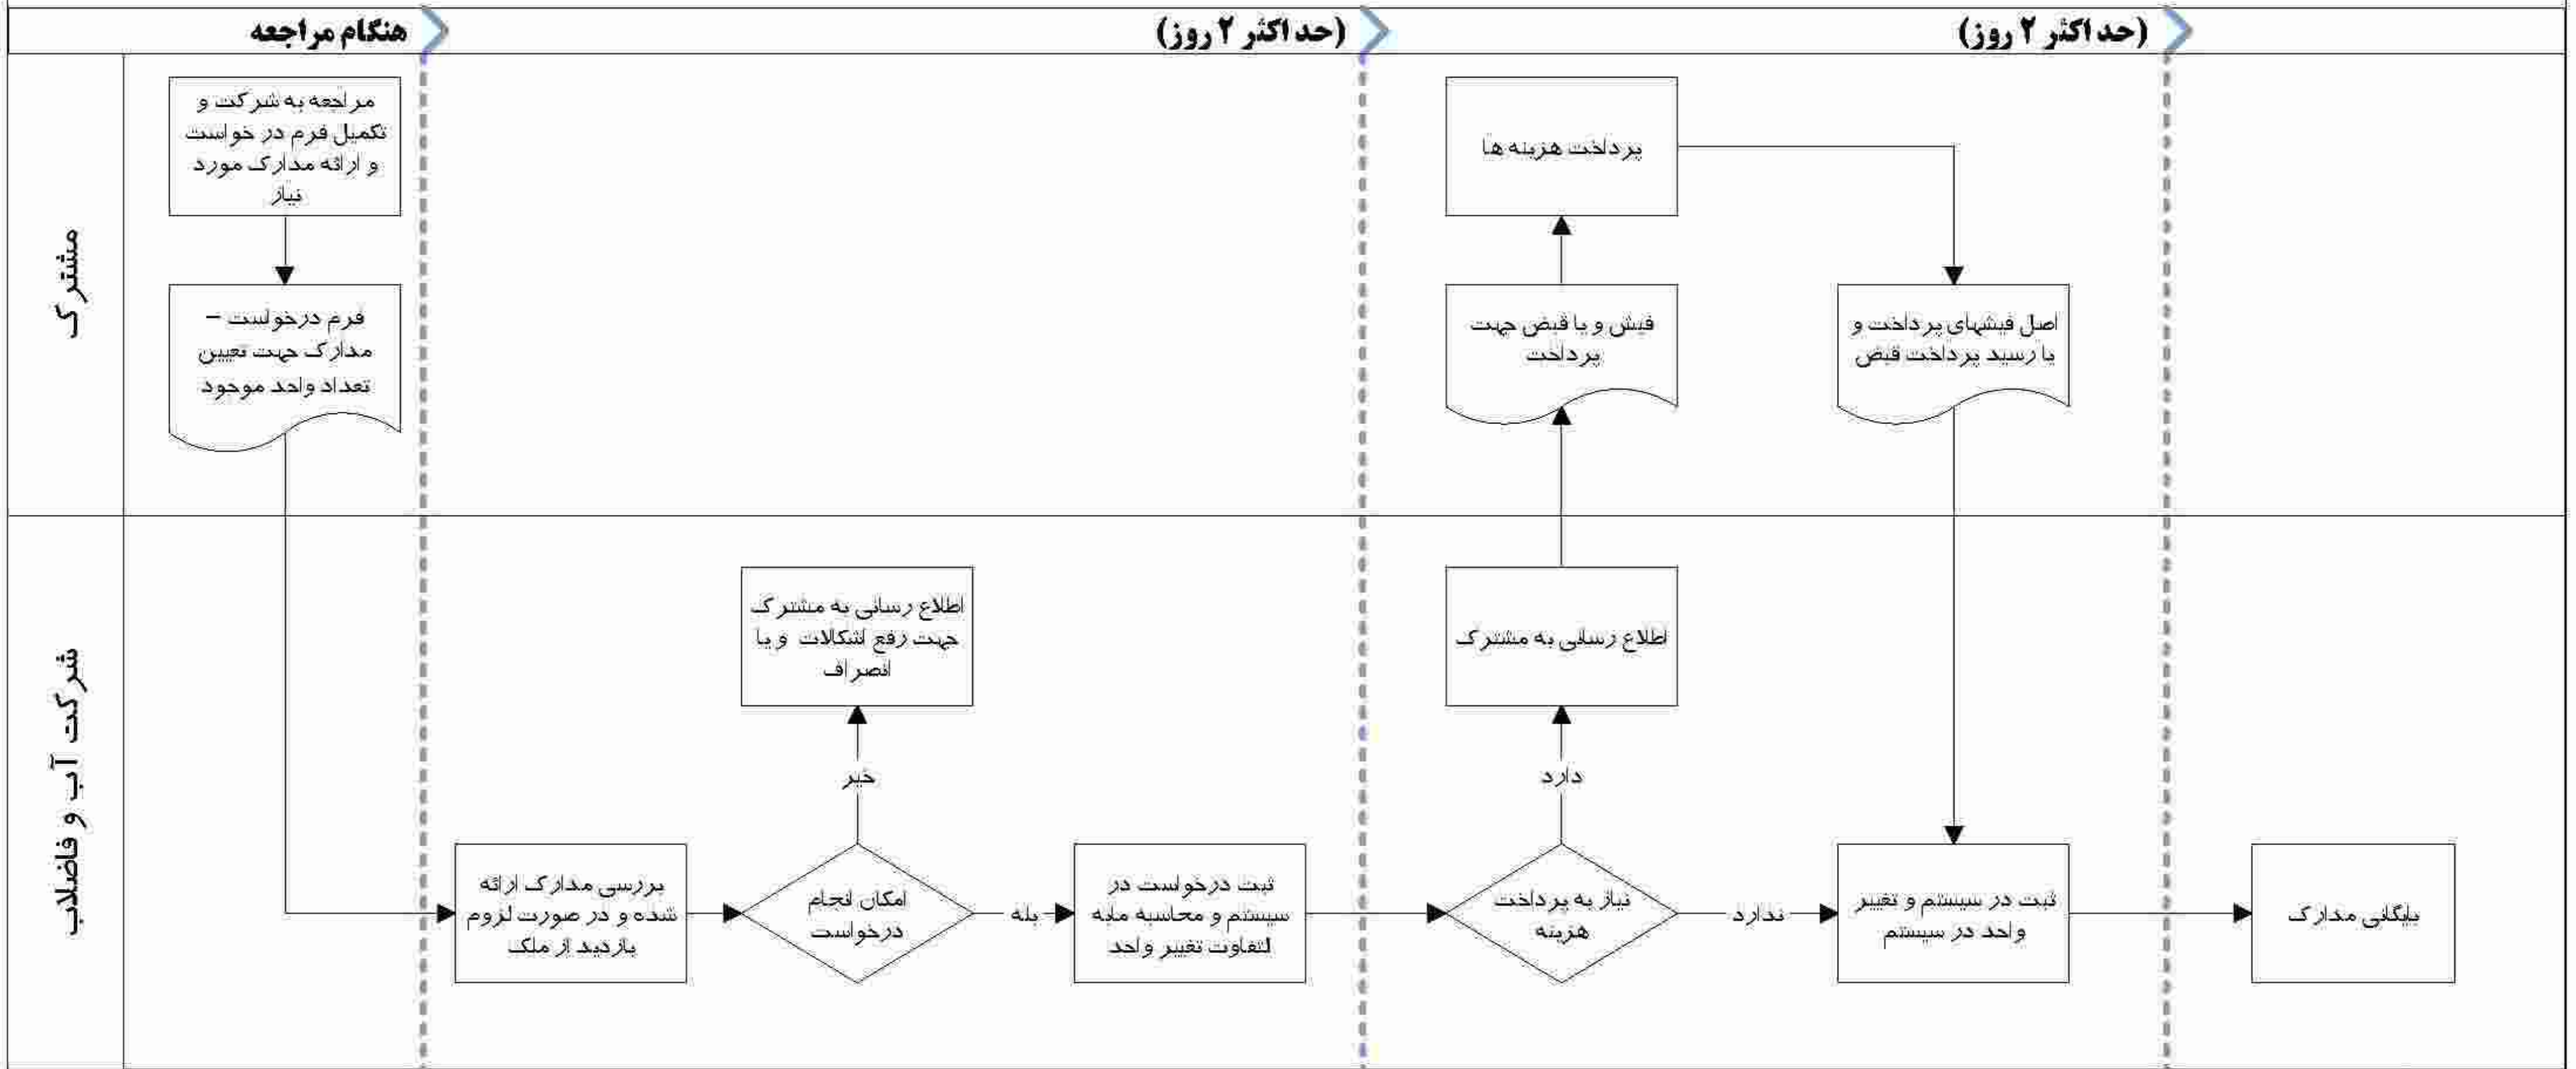 هنگام مراجعه
(حداکثر ۲ روز)
(حداکثر ۲ روز)
مشترک
مراجعه به شرکت و
تکمیل فرم درخواست
و ارائه مدارک مورد
نیاز
فرم درخواست –
مدارک جهت تعیین
تعداد واحد موجود
پرداخت هزینه ها
فیش و یا قبض جهت
پرداخت
اصل فیشهای پرداخت و
یا رسید پرداخت قبض
شرکت آب و فاضلاب
بررسی مدارک ارائه
شده و در صورت لزوم
بازدید از ملک
امکان انجام
درخواست
خیر
اطلاع رسانی به مشترک
جهت رفع اشکالات و یا
انصراف
بله
ثبت درخواست در
سیستم و محاسبه مابه
التفاوت تغییر واحد
نیاز به پرداخت
هزینه
دارد
اطلاع رسانی به مشترک
ندارد
ثبت در سیستم و تغییر
واحد در سیستم
بایگانی مدارک